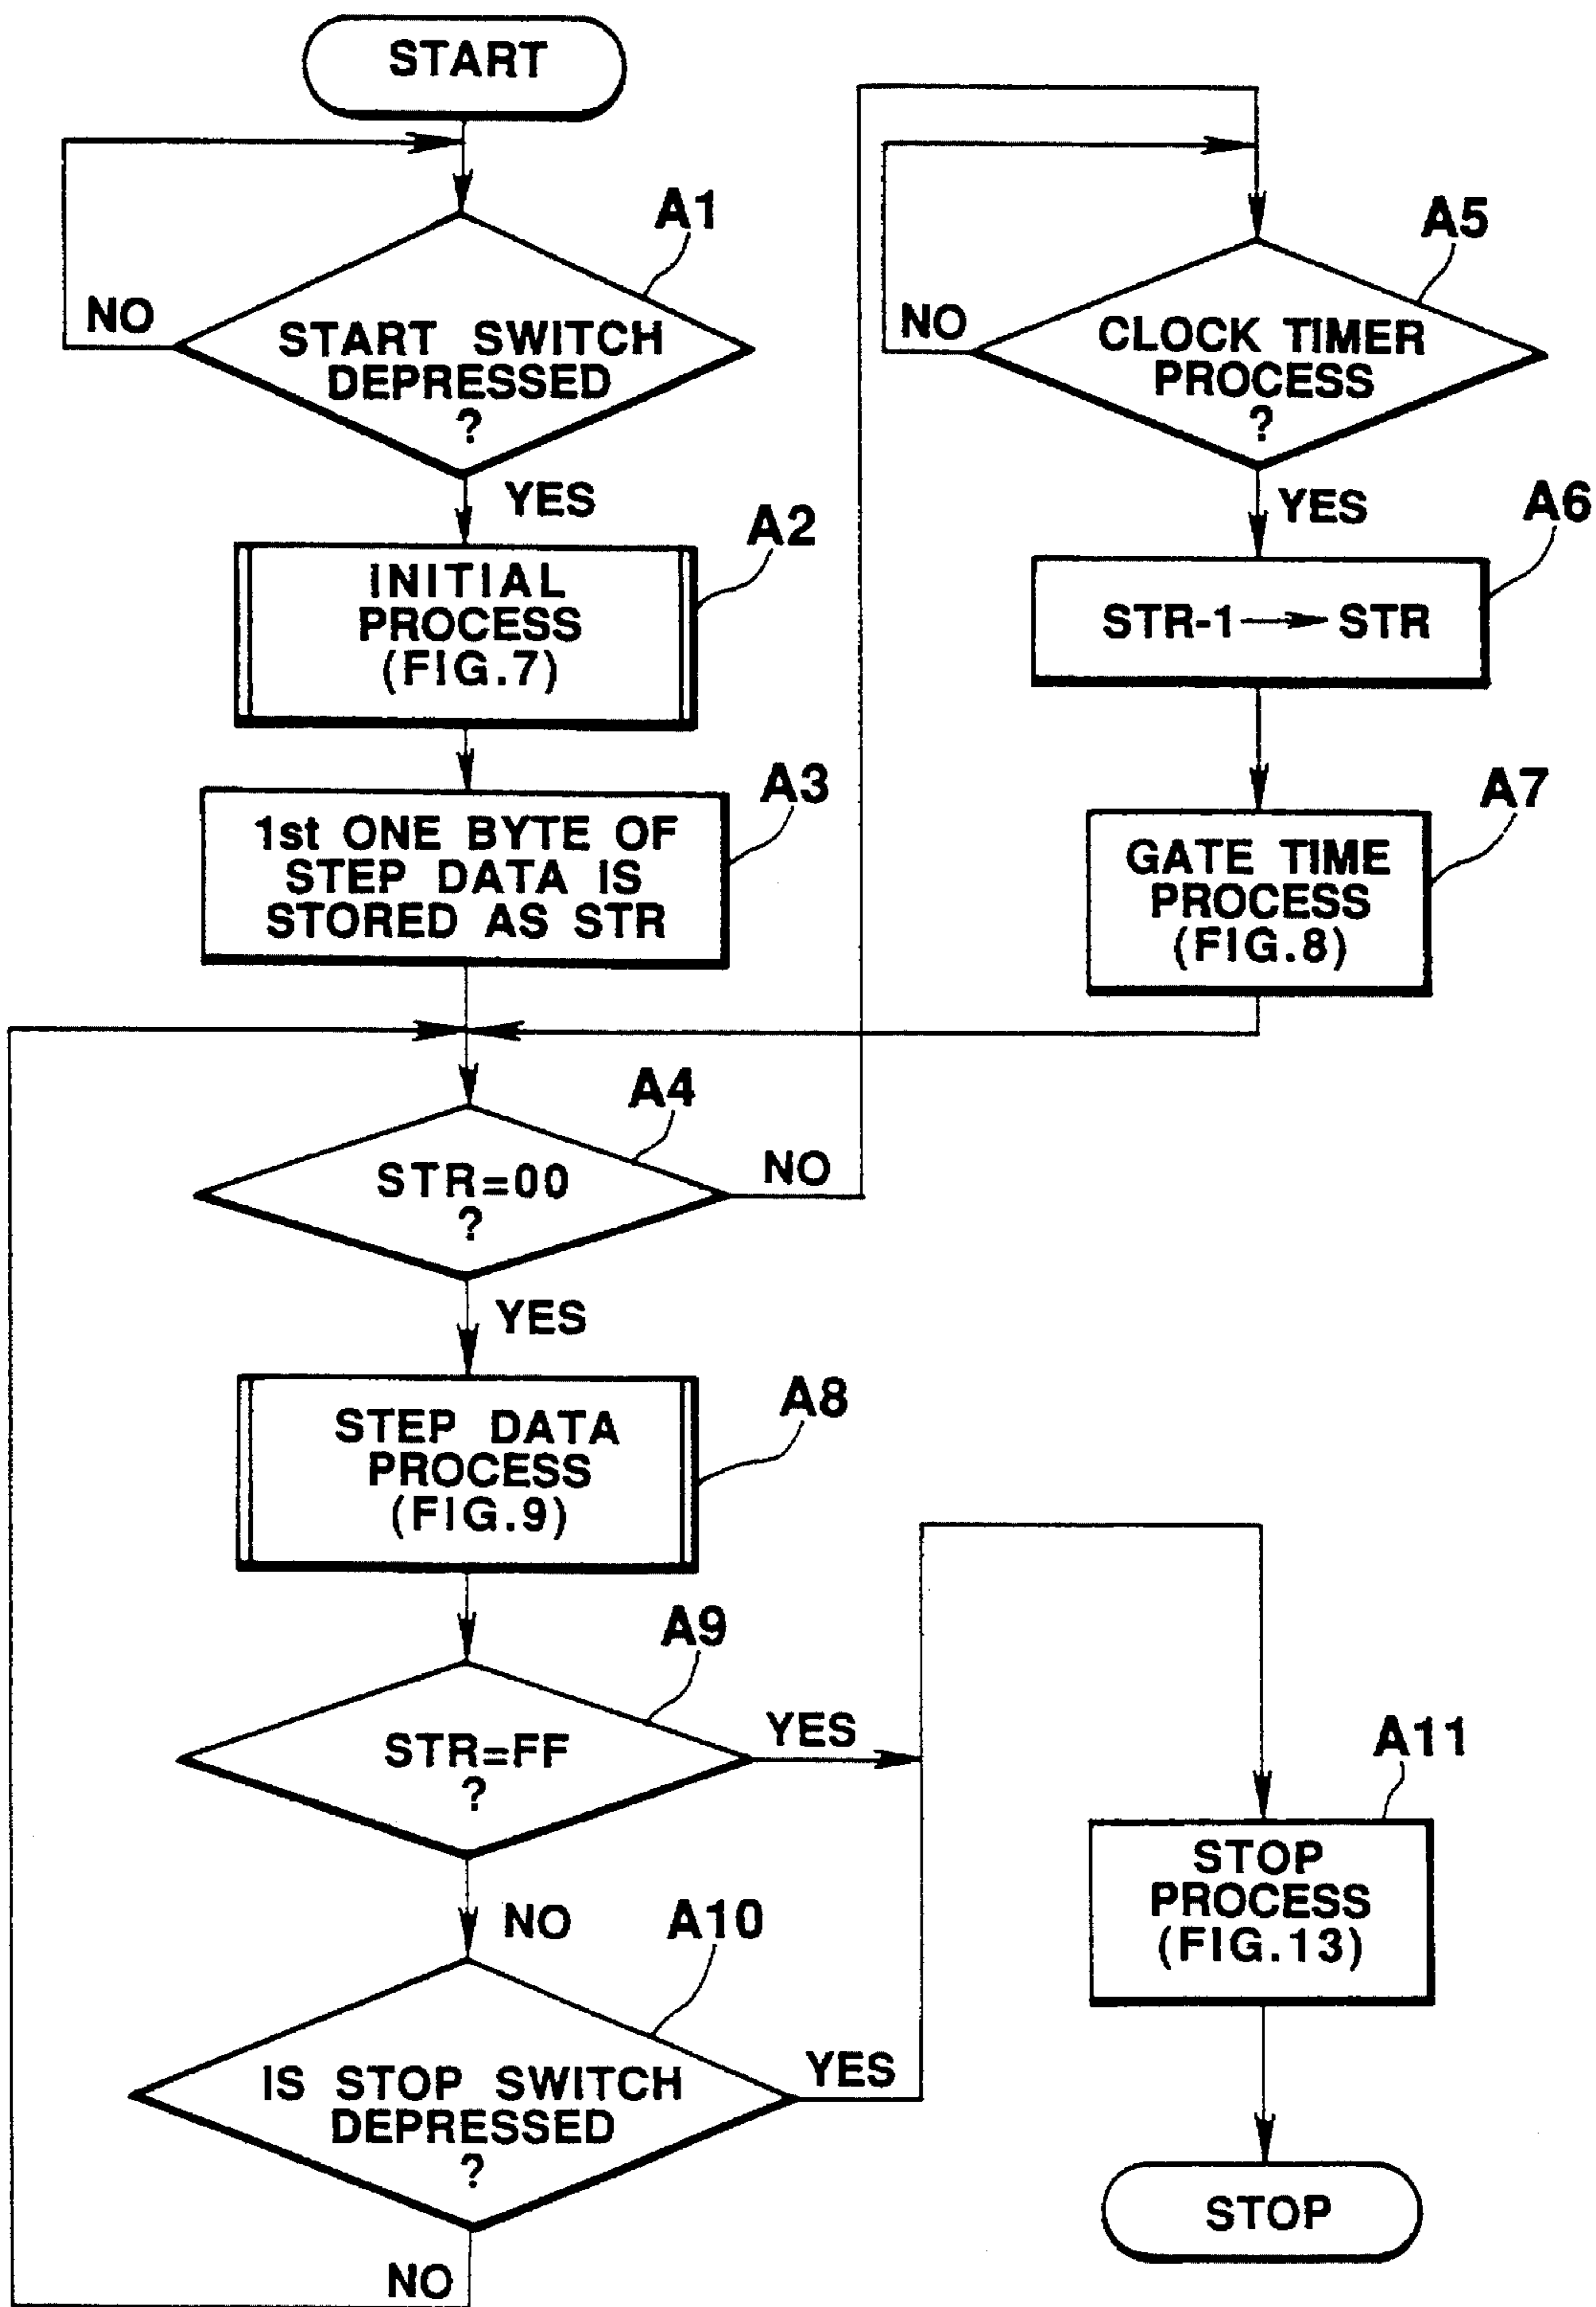 START
A1
NO
START SWITCH
DEPRESSED
?
YES
A2
INITIAL
PROCESS
(FIG.7)
A3
1st ONE BYTE OF
STEP DATA IS
STORED AS STR
A4
STR=00
?
NO
YES
A5
NO
CLOCK TIMER
PROCESS
?
YES
A6
STR-1→STR
A7
GATE TIME
PROCESS
(FIG.8)
A8
STEP DATA
PROCESS
(FIG.9)
A9
STR=FF
?
YES
NO
A10
IS STOP SWITCH
DEPRESSED
?
YES
NO
A11
STOP
PROCESS
(FIG.13)
STOP